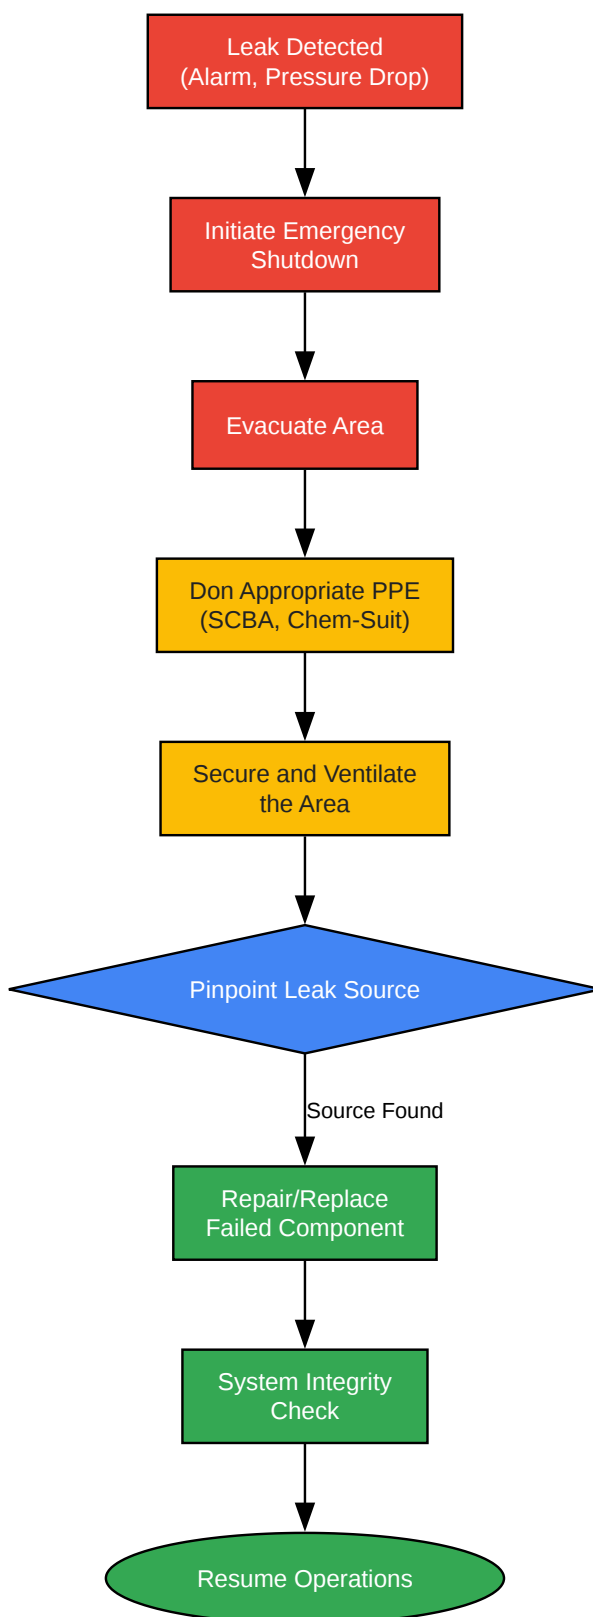 Leak Detected
(Alarm, Pressure Drop)
Initiate Emergency
Shutdown
Evacuate Area
Don Appropriate PPE
(SCBA, Chem-Suit)
Secure and Ventilate
the Area
Pinpoint Leak Source
Source Found
Repair/Replace
Failed Component
System Integrity
Check
Resume Operations